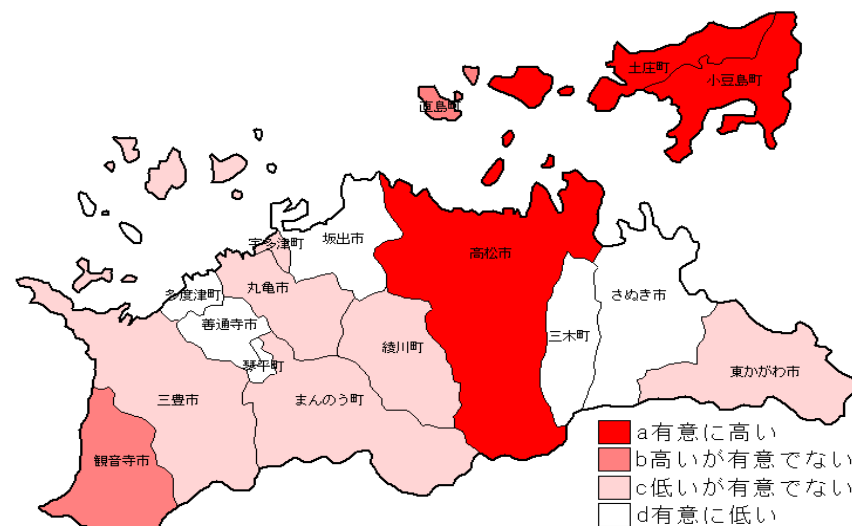 土庄町
小豆島町
直島町
宇多津町
坂出市
高松市
多度津町
丸亀市
さぬき市
善通寺市
綾川町
三木町
琴平町
東かがわ市
三豊市
まんのう町
観音寺市
a有意に高い
b高いが有意でない
c低いが有意でない
d有意に低い